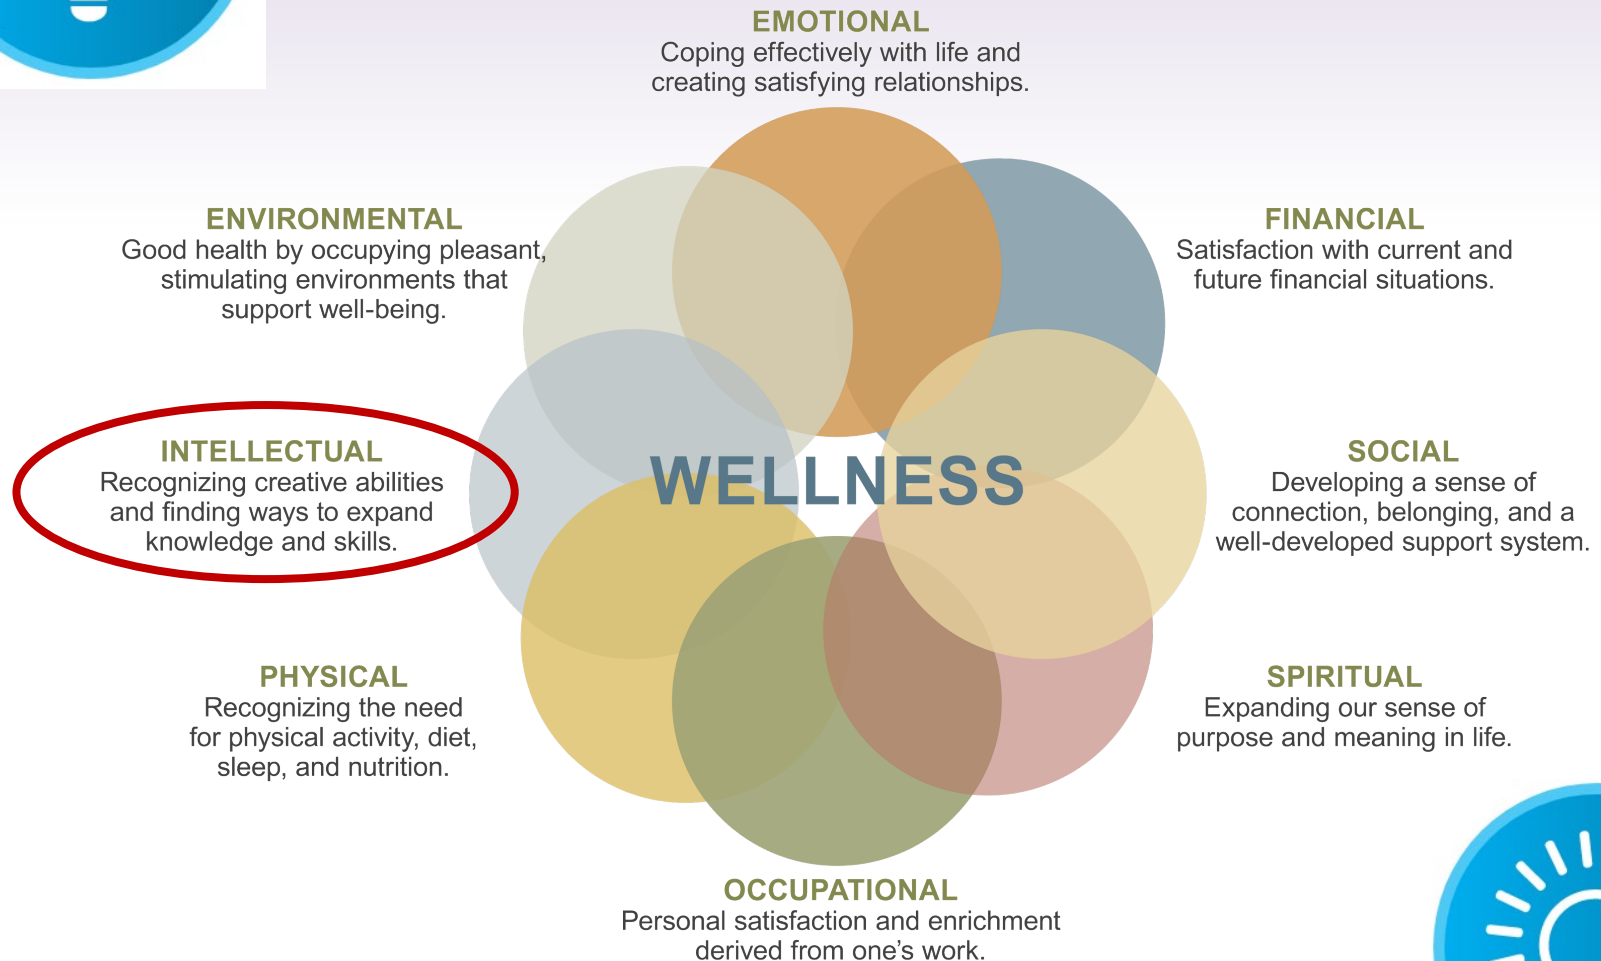 EMOTIONAL
Coping effectively with life and
creating satisfying relationships.
ENVIRONMENTAL
Good health by occupying pleasant,
stimulating environments that
support well-being.
FINANCIAL
Satisfaction with current and
future financial situations.
INTELLECTUAL
Recognizing creative abilities
and finding ways to expand
knowledge and skills.
WELLNESS
SOCIAL
Developing a sense of
connection, belonging, and a
well-developed support system.
PHYSICAL
Recognizing the need
for physical activity, diet,
sleep, and nutrition.
SPIRITUAL
Expanding our sense of
purpose and meaning in life.
OCCUPATIONAL
Personal satisfaction and enrichment
derived from one’s work.